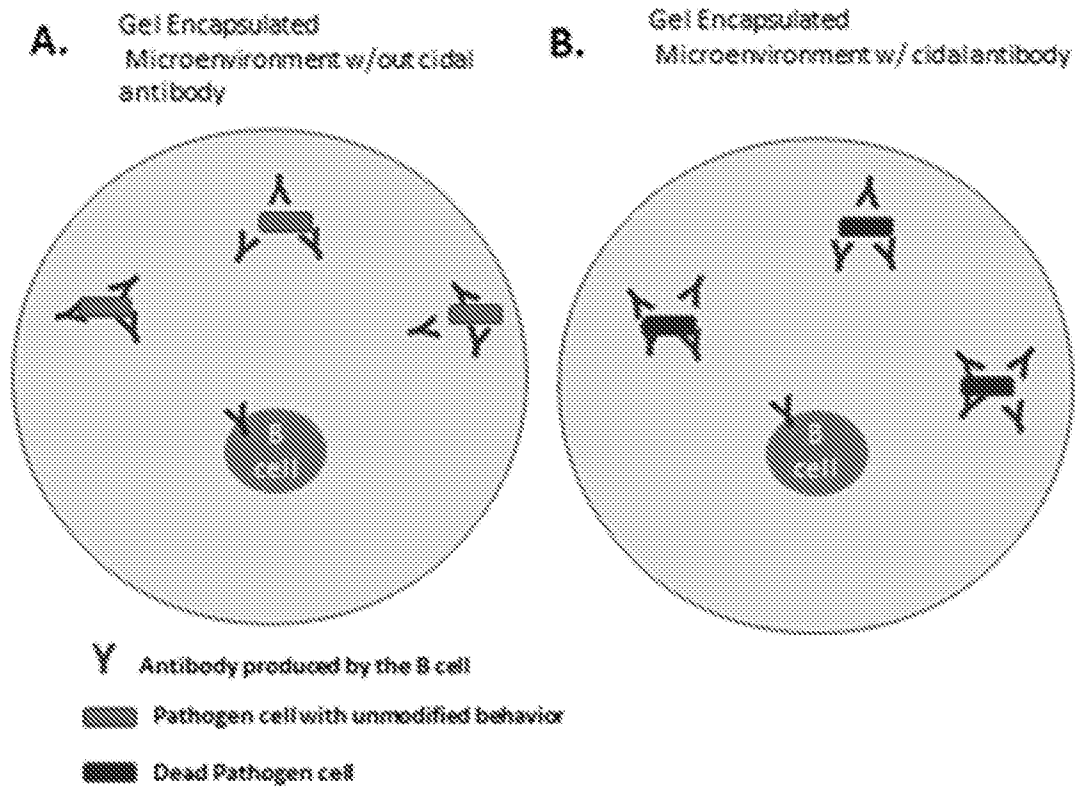 A.
Gel Encapsulated
Microenvironment w/out cidal
antibody
B.
Gel Encapsulated
Microenvironment w/ cidal antibody
B
cell
B
cell
Antibody produced by the B cell
Pathogen cell with unmodified behavior
Dead Pathogen cell